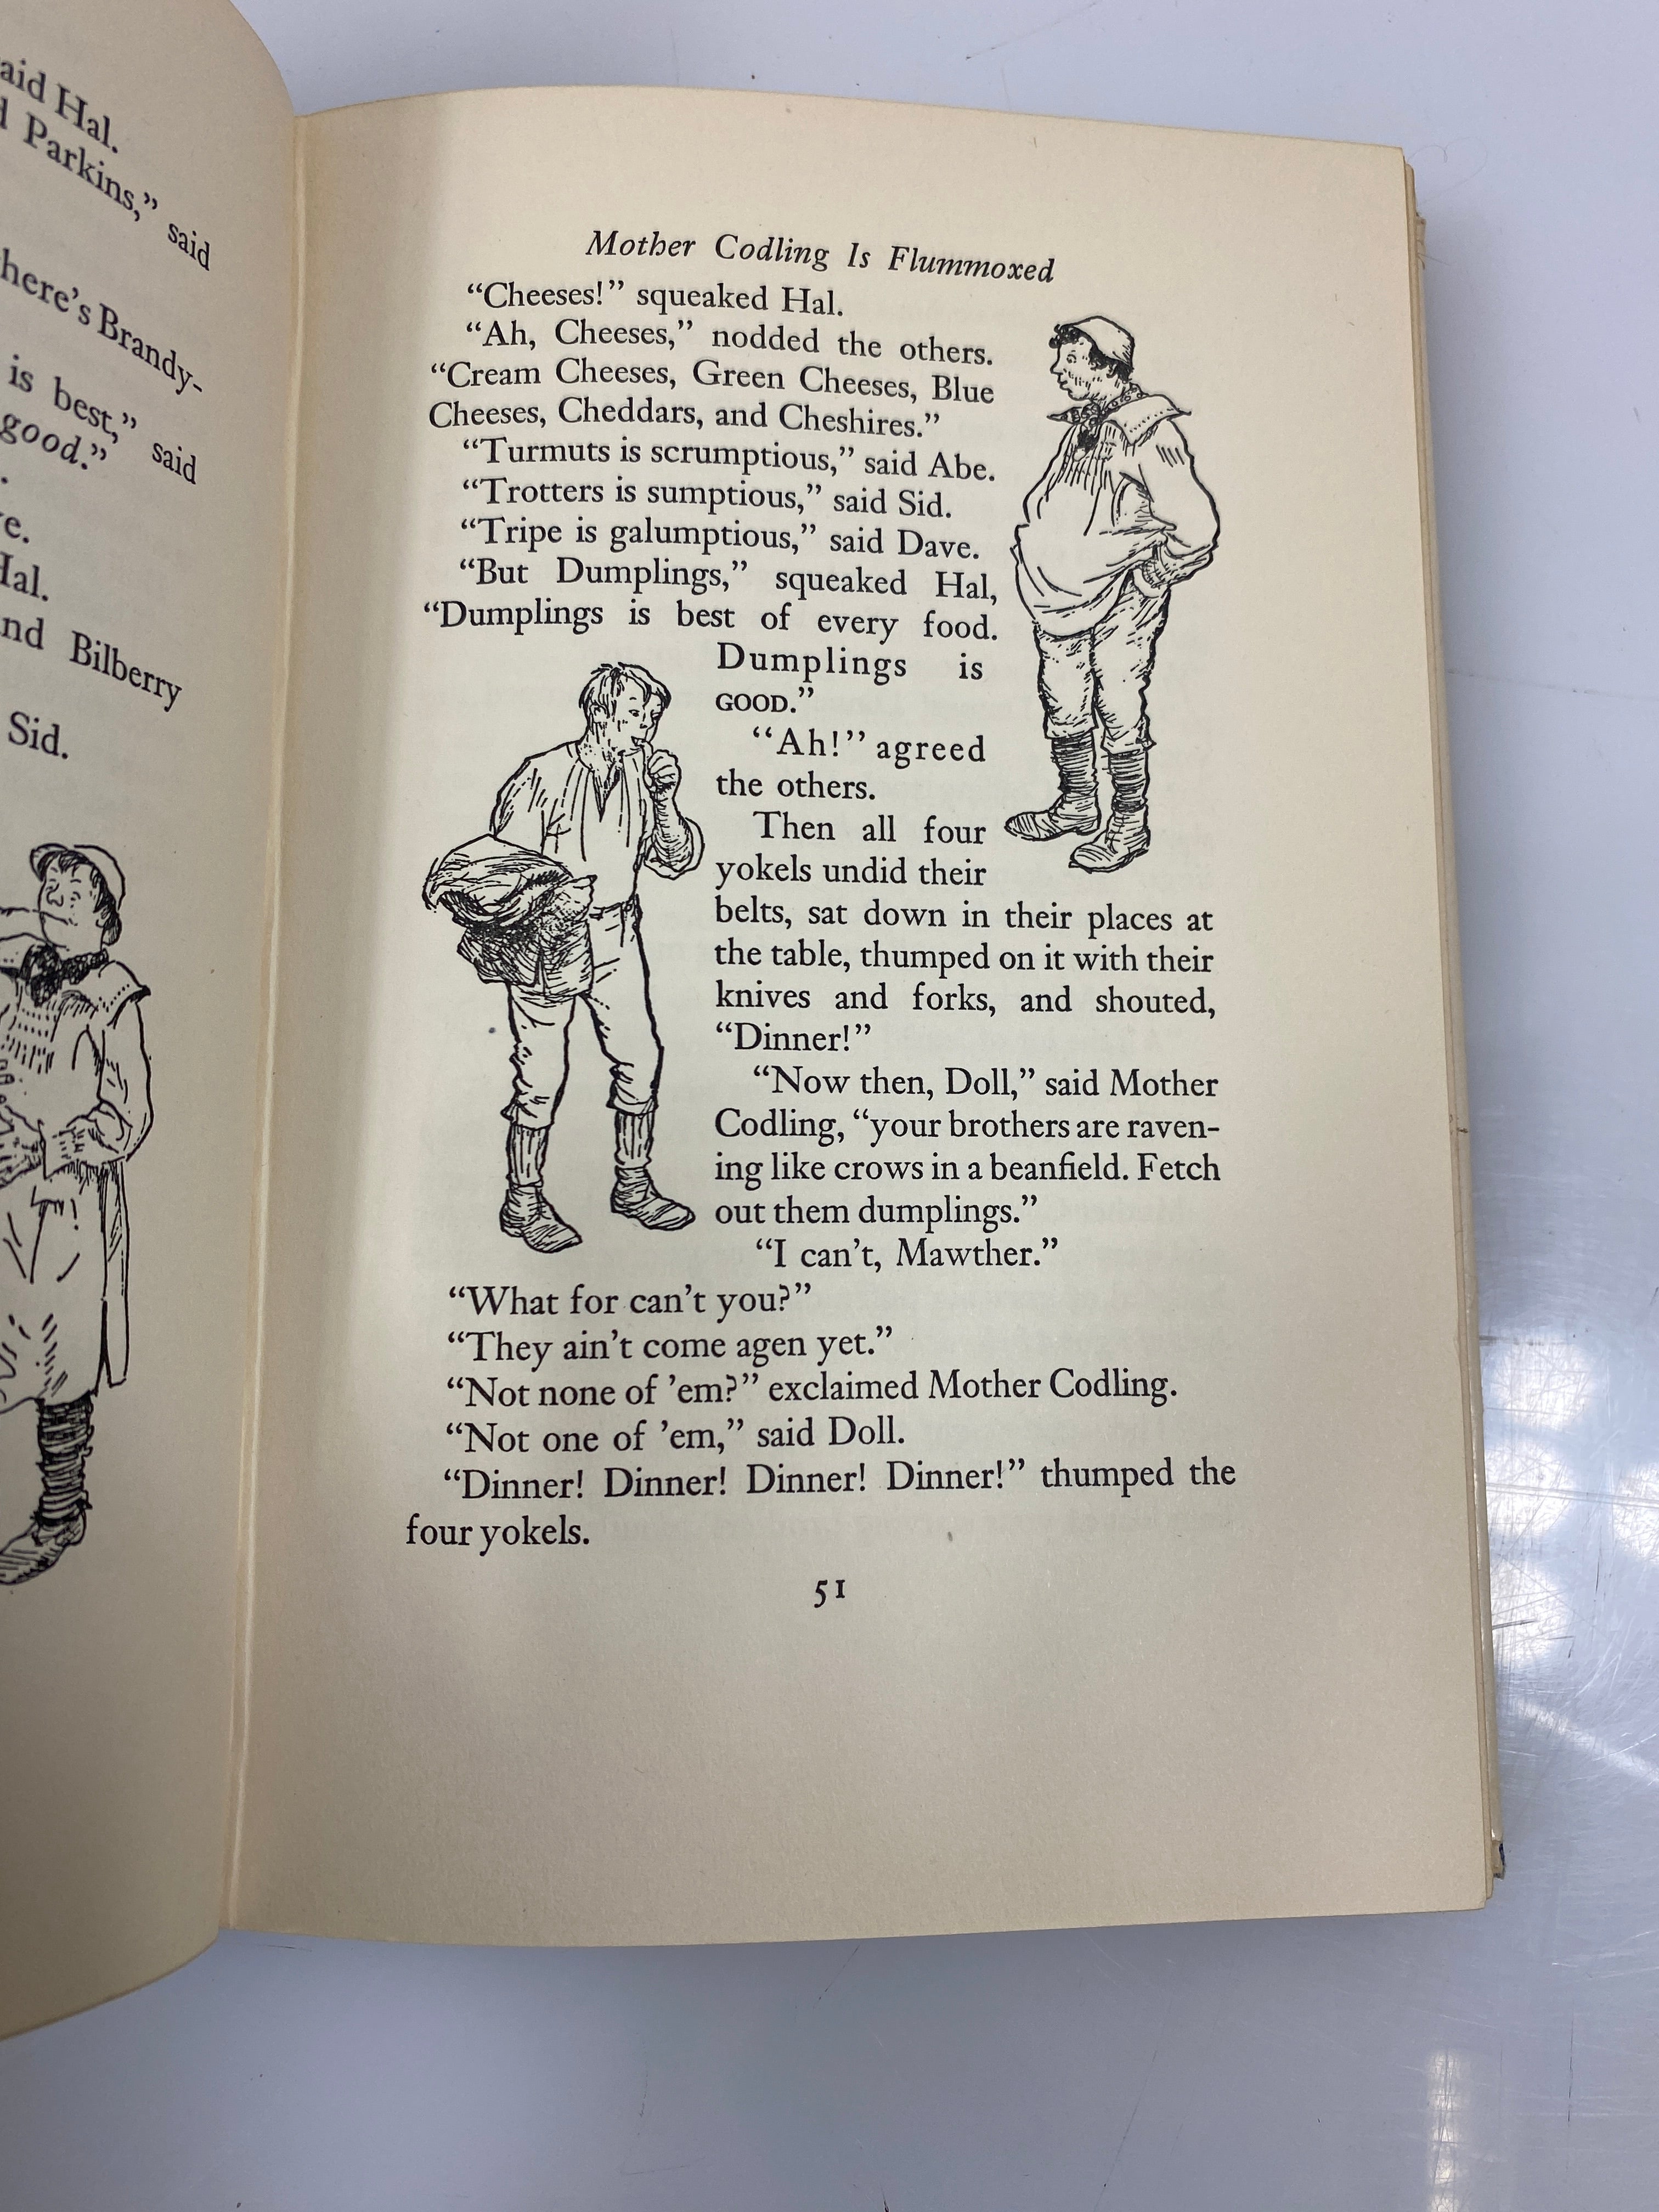 aid Hal.
Parkins,” said
here’s Brandy-
is best,” said
good.”
Hal.
Bilberry
Sid.
Mother Codling Is Flummoxed
“Cheeses!” squeaked Hal.
“Ah, Cheeses,” nodded the others.
“Cream Cheeses, Green Cheeses, Blue
Cheeses, Cheddars, and Cheshires.”
“Turmuts is scrumptious,” said Abe.
“Trotters is sumptious,” said Sid.
“Tripe is galumptious,” said Dave.
“But Dumplings,” squeaked Hal,
“Dumplings is best of every food.
Dumplings is
GOOD.”
“Ah!” agreed
the others.
Then all four
yokels undid their
belts, sat down in their places at
the table, thumped on it with their
knives and forks, and shouted,
“Dinner!”
“Now then, Doll,” said Mother
Codling, “your brothers are raven-
ing like crows in a beanfield. Fetch
out them dumplings.”
“I can’t, Mawther.”
“What for can’t you?”
“They ain’t come agen yet.”
“Not none of ’em?” exclaimed Mother Codling.
“Not one of ’em,” said Doll.
“Dinner! Dinner! Dinner! Dinner!” thumped the
four yokels.
51